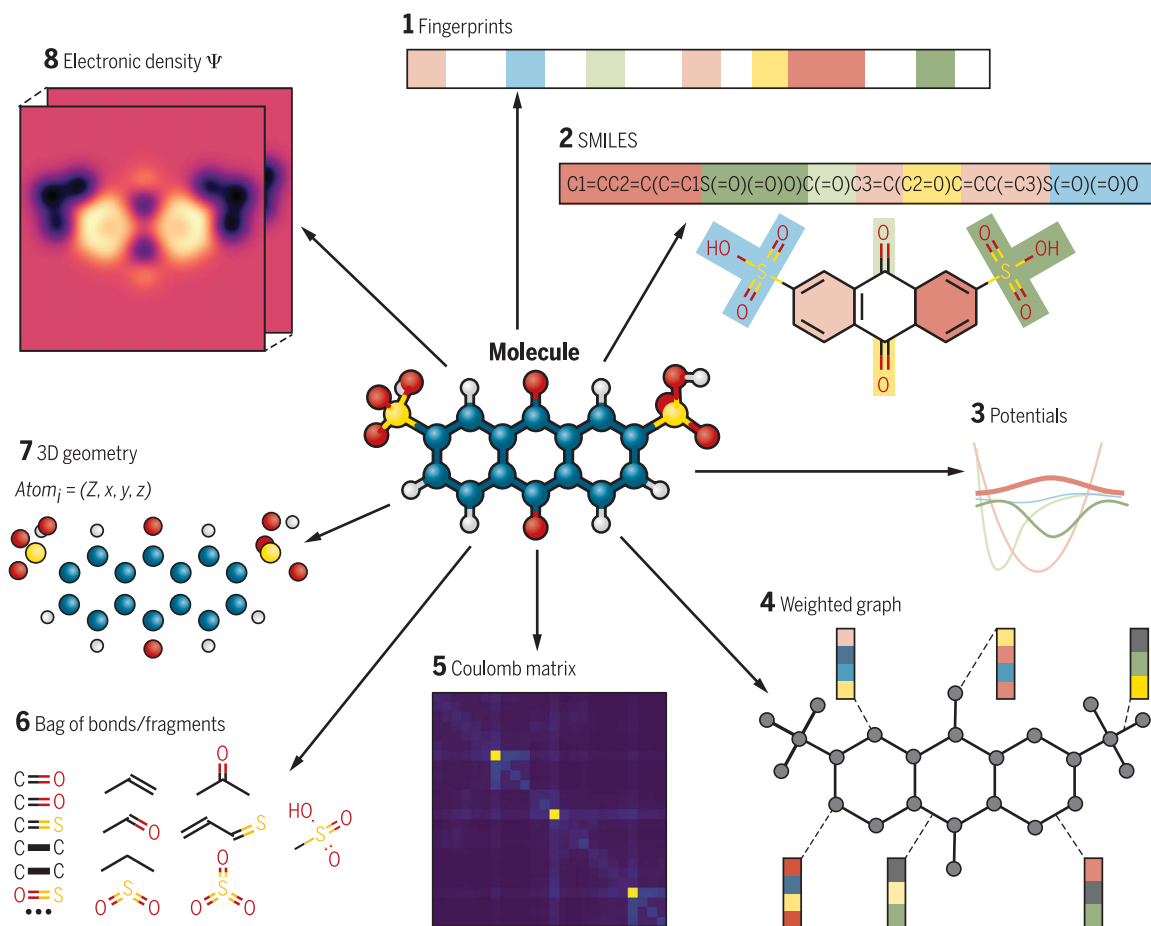 1 Fingerprints
8 Electronic density Ψ
2 SMILES
C1=CC2=C(C=C1S(=O)(=O)O)C(=O)C3=C(C2=O)C=CC(=C3)S(=O)(=O)O
O
O
O
HO
S
O
S
OH
O
O
O
Molecule
3 Potentials
7 3D geometry
Atomi = (Z, x, y, z)
4 Weighted graph
5 Coulomb matrix
6 Bag of bonds/fragments
C=O
C=O
C=S
C C
C C
O=S
•••
O
O
S
HO
O
S
O
O
S
O
O
O
S
O